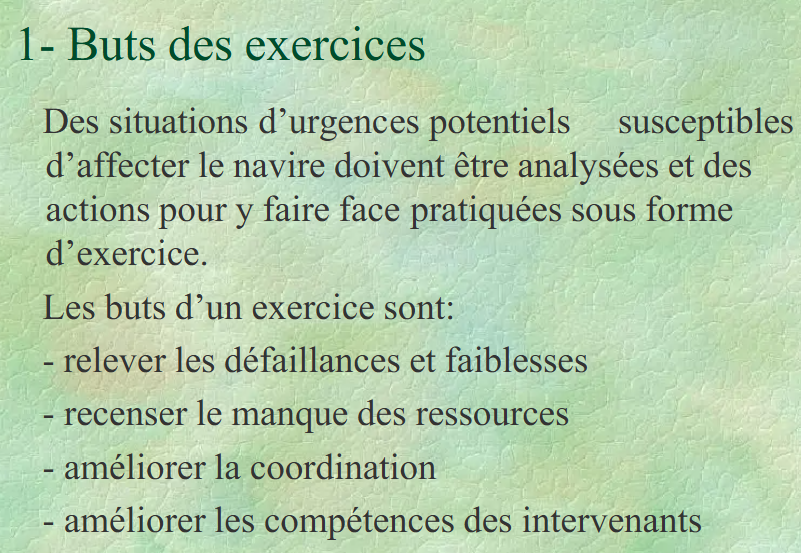 1- Buts des exercices
Des situations d’urgences potentiels susceptibles
d’affecter le navire doivent être analysées et des
actions pour y faire face pratiquées sous forme
d’exercice.
Les buts d’un exercice sont:
- relever les défaillances et faiblesses
- recenser le manque des ressources
- améliorer la coordination
- améliorer les compétences des intervenants